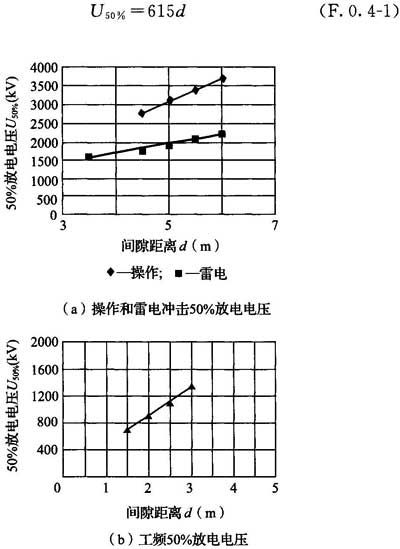 U50%=615d (F.0.4-1)
50%放电电压U50%(kV)
4000
3500
3000
2500
2000
1500
1000
500
0
3 5 7
间隙距离d（m）
◆—操作; ■—雷电
（a）操作和雷电冲击50%放电电压
50%放电电压U50%(kV)
2000
1600
1200
800
400
0 1 2 3 4 5
间隙距离d（m）
（b）工频50%放电电压